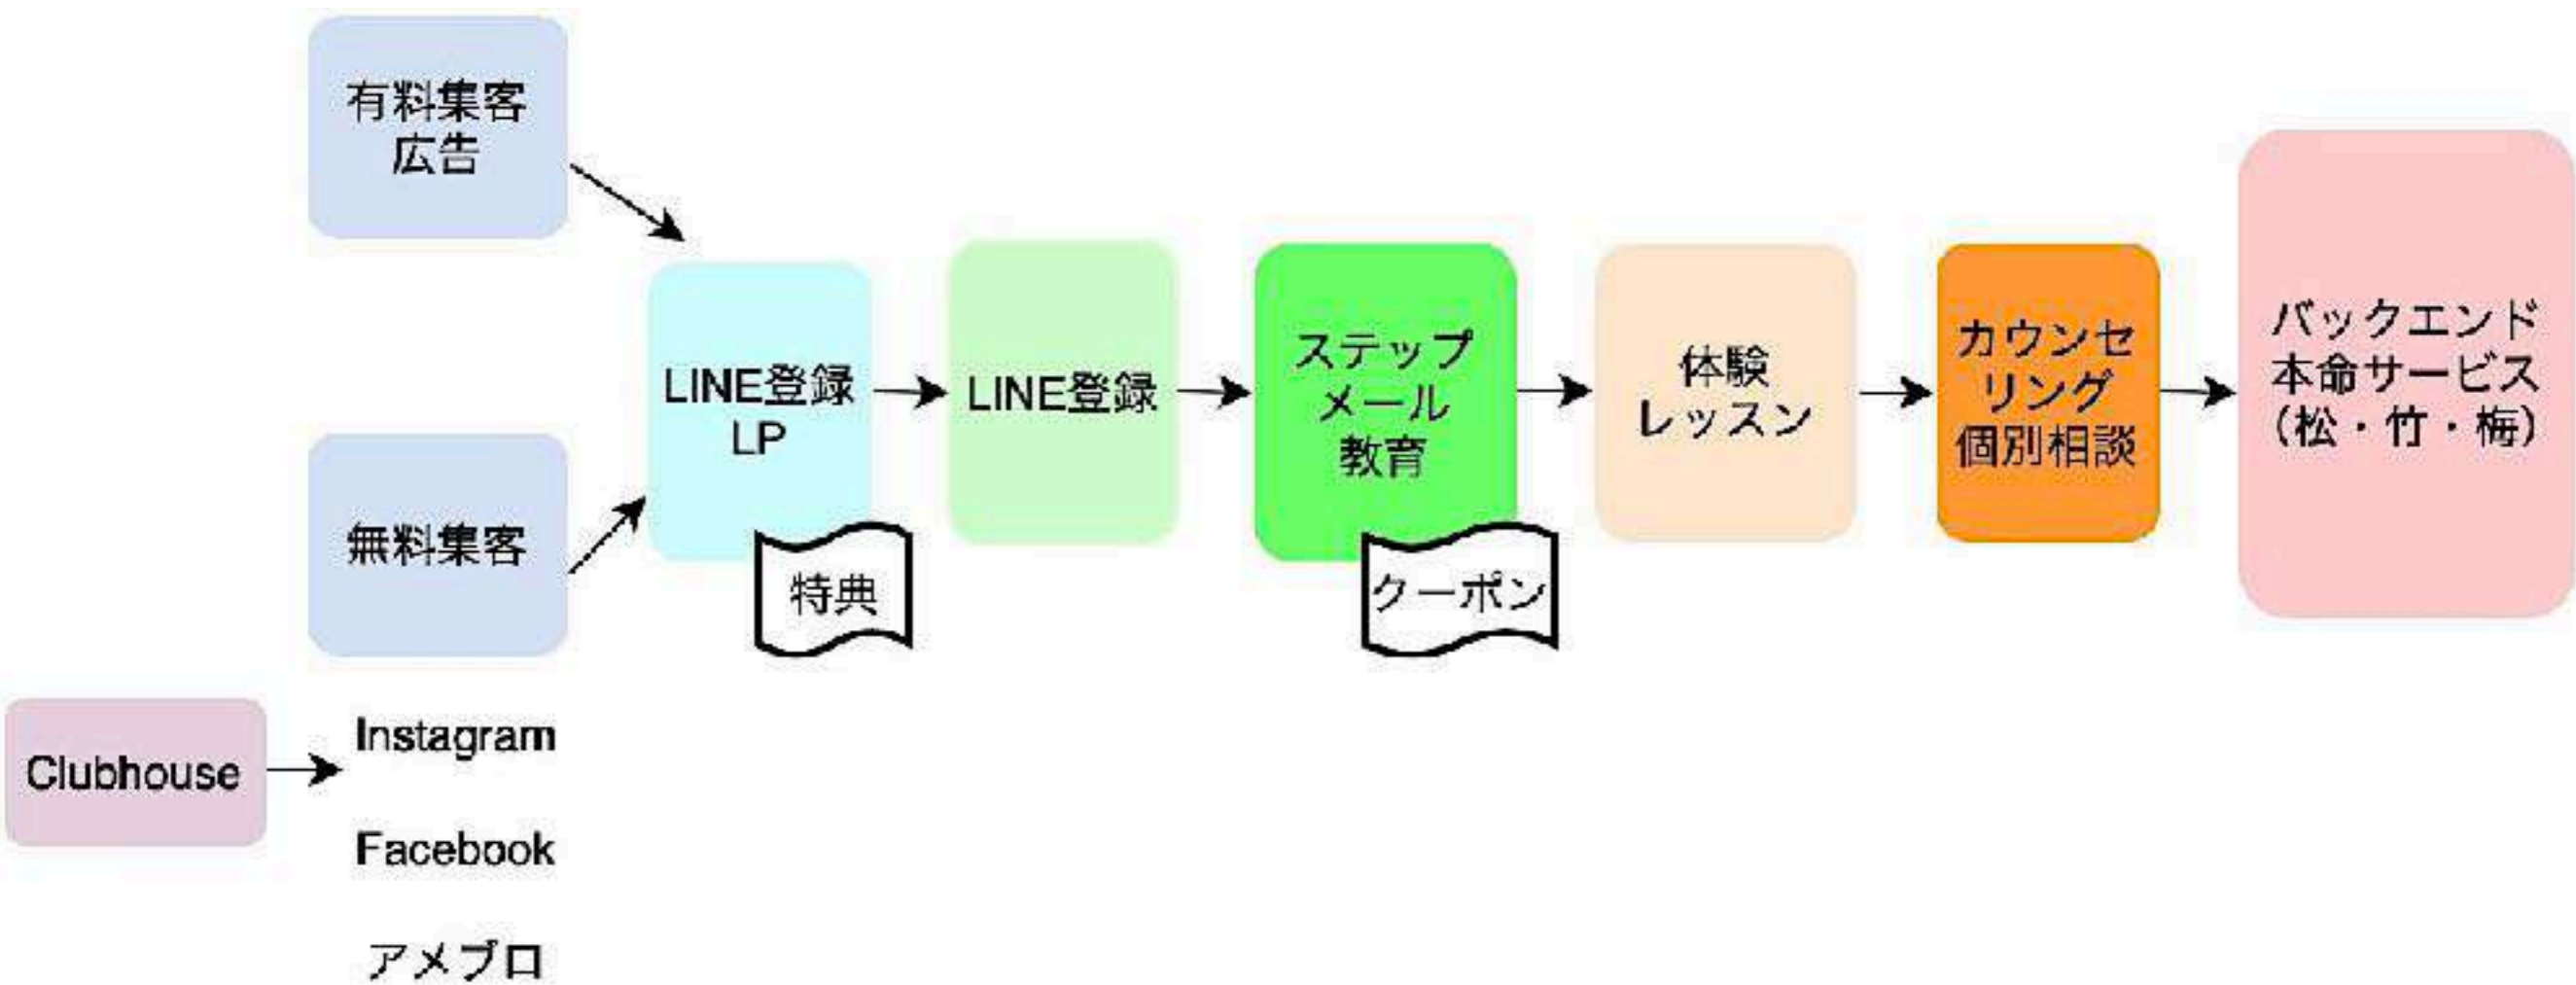 有料集客
広告
無料集客
Clubhouse
Instagram
Facebook
アメブロ
LINE登録
LP
特典
LINE登録
ステップ
メール
教育
クーポン
体験
レッスン
カウンセ
リング
個別相談
バックエンド
本命サービス
（松・竹・梅）